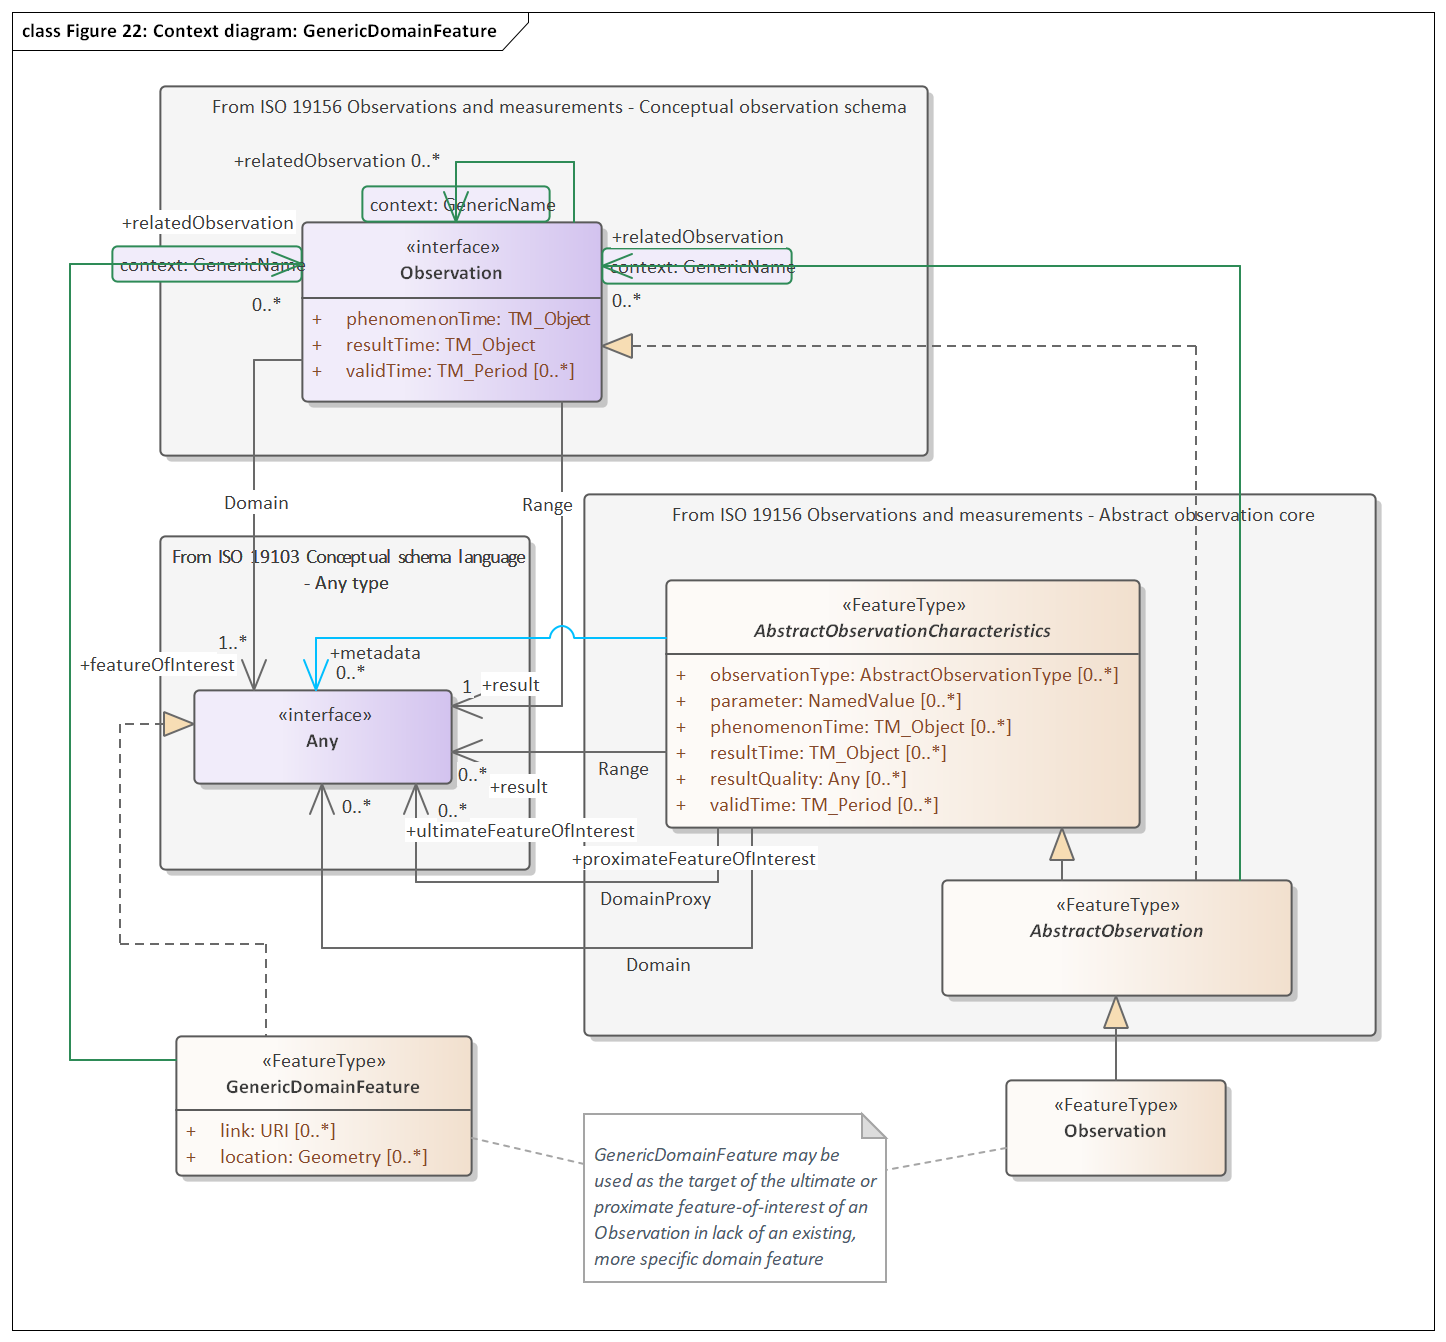 class Figure 22: Context diagram: GenericDomainFeature
From ISO 19156 Observations and measurements - Conceptual observation schema
+relatedObservation 0..*
context: GenericName
+relatedObservation
context: GenericName
0..*
+relatedObservation
context: GenericName
0..*
«interface»
Observation
+ phenomenonTime: TM_Object
+ resultTime: TM_Object
+ validTime: TM_Period [0..*]
Domain
Range
From ISO 19103 Conceptual schema language
- Any type
1..*
+featureOfInterest
+metadata
0..*
1
+result
«interface»
Any
0..*
+result
Range
0..*
0..*
+ultimateFeatureOfInterest
+proximateFeatureOfInterest
DomainProxy
Domain
From ISO 19156 Observations and measurements - Abstract observation core
«FeatureType»
AbstractObservationCharacteristics
+ observationType: AbstractObservationType [0..*]
+ parameter: NamedValue [0..*]
+ phenomenonTime: TM_Object [0..*]
+ resultTime: TM_Object [0..*]
+ resultQuality: Any [0..*]
+ validTime: TM_Period [0..*]
«FeatureType»
AbstractObservation
«FeatureType»
GenericDomainFeature
+ link: URI [0..*]
+ location: Geometry [0..*]
GenericDomainFeature may be
used as the target of the ultimate or
proximate feature-of-interest of an
Observation in lack of an existing,
more specific domain feature
«FeatureType»
Observation